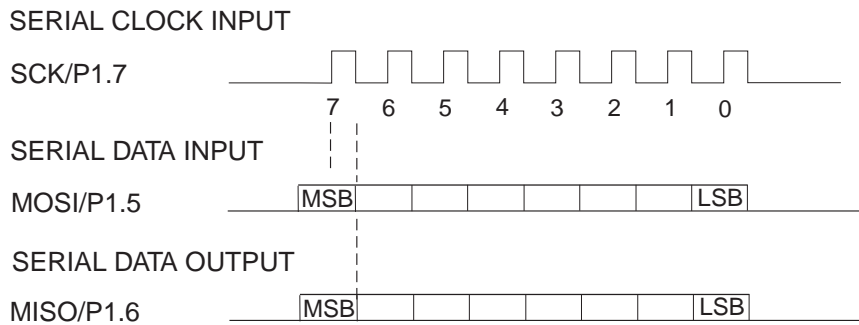 SERIAL CLOCK INPUT
SCK/P1.7
7 6 5 4 3 2 1 0
SERIAL DATA INPUT
MOSI/P1.5 MSB LSB
SERIAL DATA OUTPUT
MISO/P1.6 MSB LSB